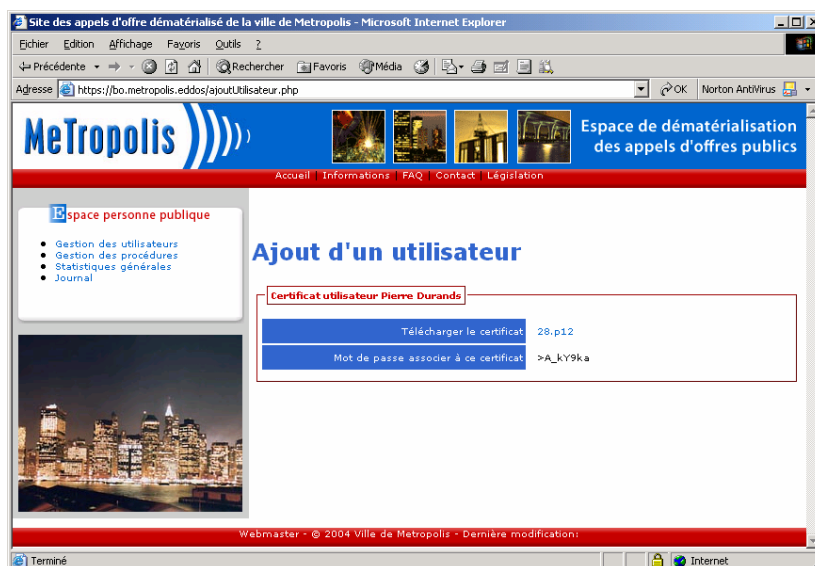 Site des appels d'offre dématérialisé de la ville de Metropolis - Microsoft Internet Explorer
Fichier Edition Affichage Favoris Outils ?
Précédente Rechercher Favoris Média
Adresse https://bo.metropolis.eddos/ajoutUtilisateur.php OK Norton AntiVirus
MeTropolis
Espace de dématérialisation
des appels d'offres publics
Accueil | Informations | FAQ | Contact | Législation
Espace personne publique
Gestion des utilisateurs
Gestion des procédures
Statistiques générales
Journal
Ajout d'un utilisateur
Certificat utilisateur Pierre Durands
Télécharger le certificat 28.p12
Mot de passe associer à ce certificat >A_kY9ka
Webmaster - © 2004 Ville de Metropolis - Dernière modification:
Terminé Internet